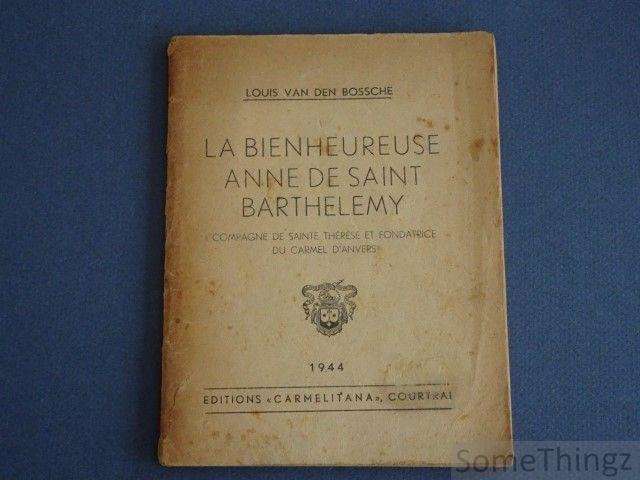 LOUIS VAN DEN BOSSCHE
LA BIENHEUREUSE
ANNE DE SAINT
BARTHELEMY
COMPAGNE DE SAINTE THÉRÈSE ET FONDATRICE
DU CARMEL D'ANVERS
1944
EDITIONS «CARMELITANA», COURTRAI
SomeThingz